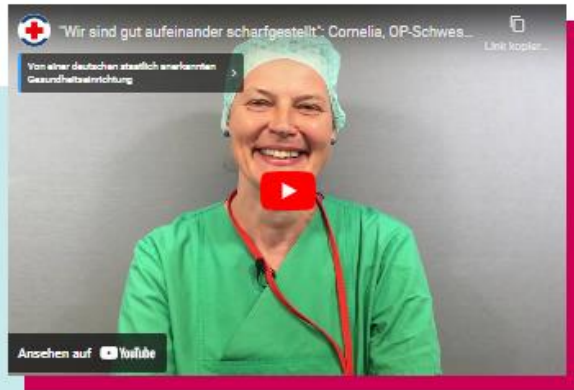 "Wir sind gut aufeinander scharfgestellt": Cornelia, OP-Schwes...
Link kopier...
Von einer deutschen staatlich anerkannten
Gesundheitseinrichtung
Ansehen auf YouTube